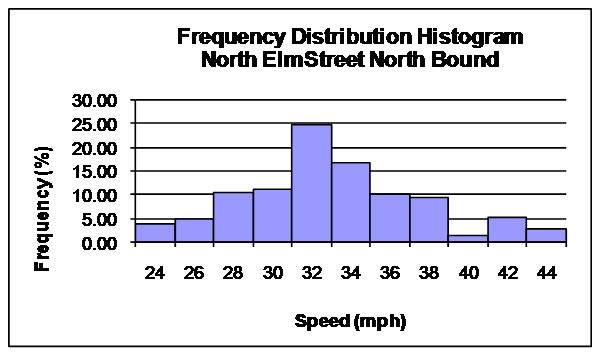 Frequency Distribution Histogram
North ElmStreet North Bound
30.00
25.00
20.00
15.00
10.00
5.00
0.00
Frequency (%)
24 26 28 30 32 34 36 38 40 42 44
Speed (mph)